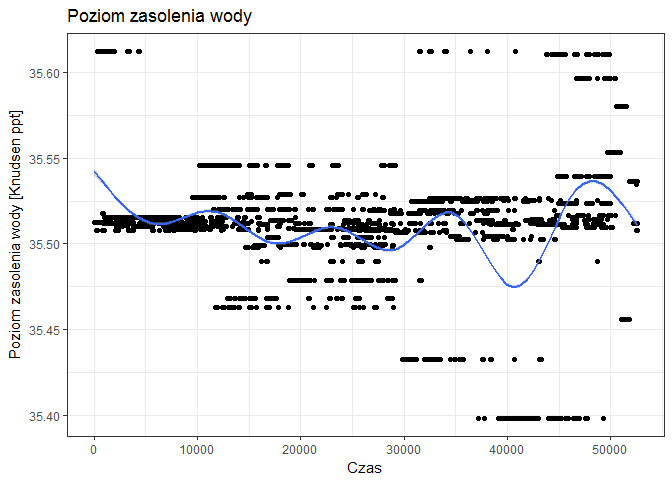 Poziom zasolenia wody
Poziom zasolenia wody [Knudsen ppt]
35.60
35.55
35.50
35.45
35.40
0 10000 20000 30000 40000 50000
Czas